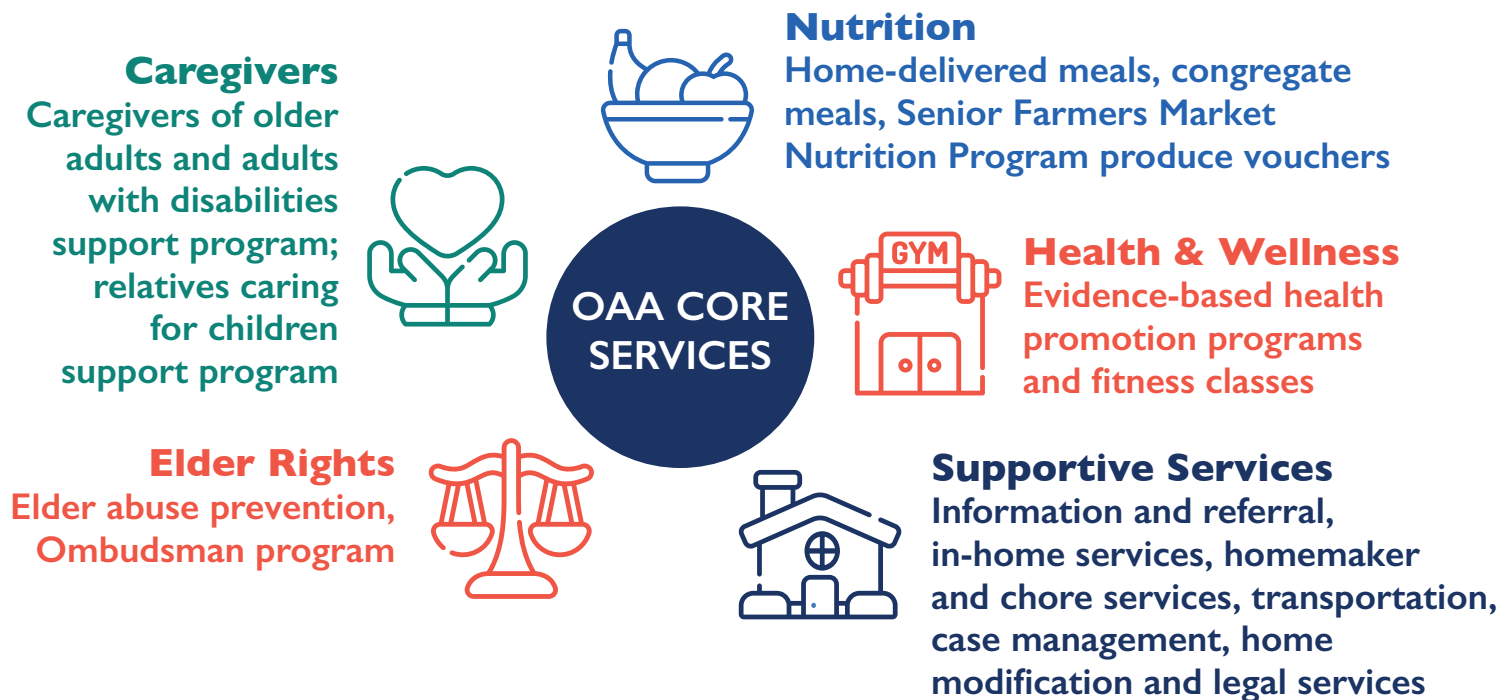 Caregivers
Caregivers of older
adults and adults
with disabilities
support program;
relatives caring
for children
support program
Nutrition
Home-delivered meals, congregate
meals, Senior Farmers Market
Nutrition Program produce vouchers
OAA CORE
SERVICES
GYM
Health & Wellness
Evidence-based health
promotion programs
and fitness classes
Elder Rights
Elder abuse prevention,
Ombudsman program
Supportive Services
Information and referral,
in-home services, homemaker
and chore services, transportation,
case management, home
modification and legal services